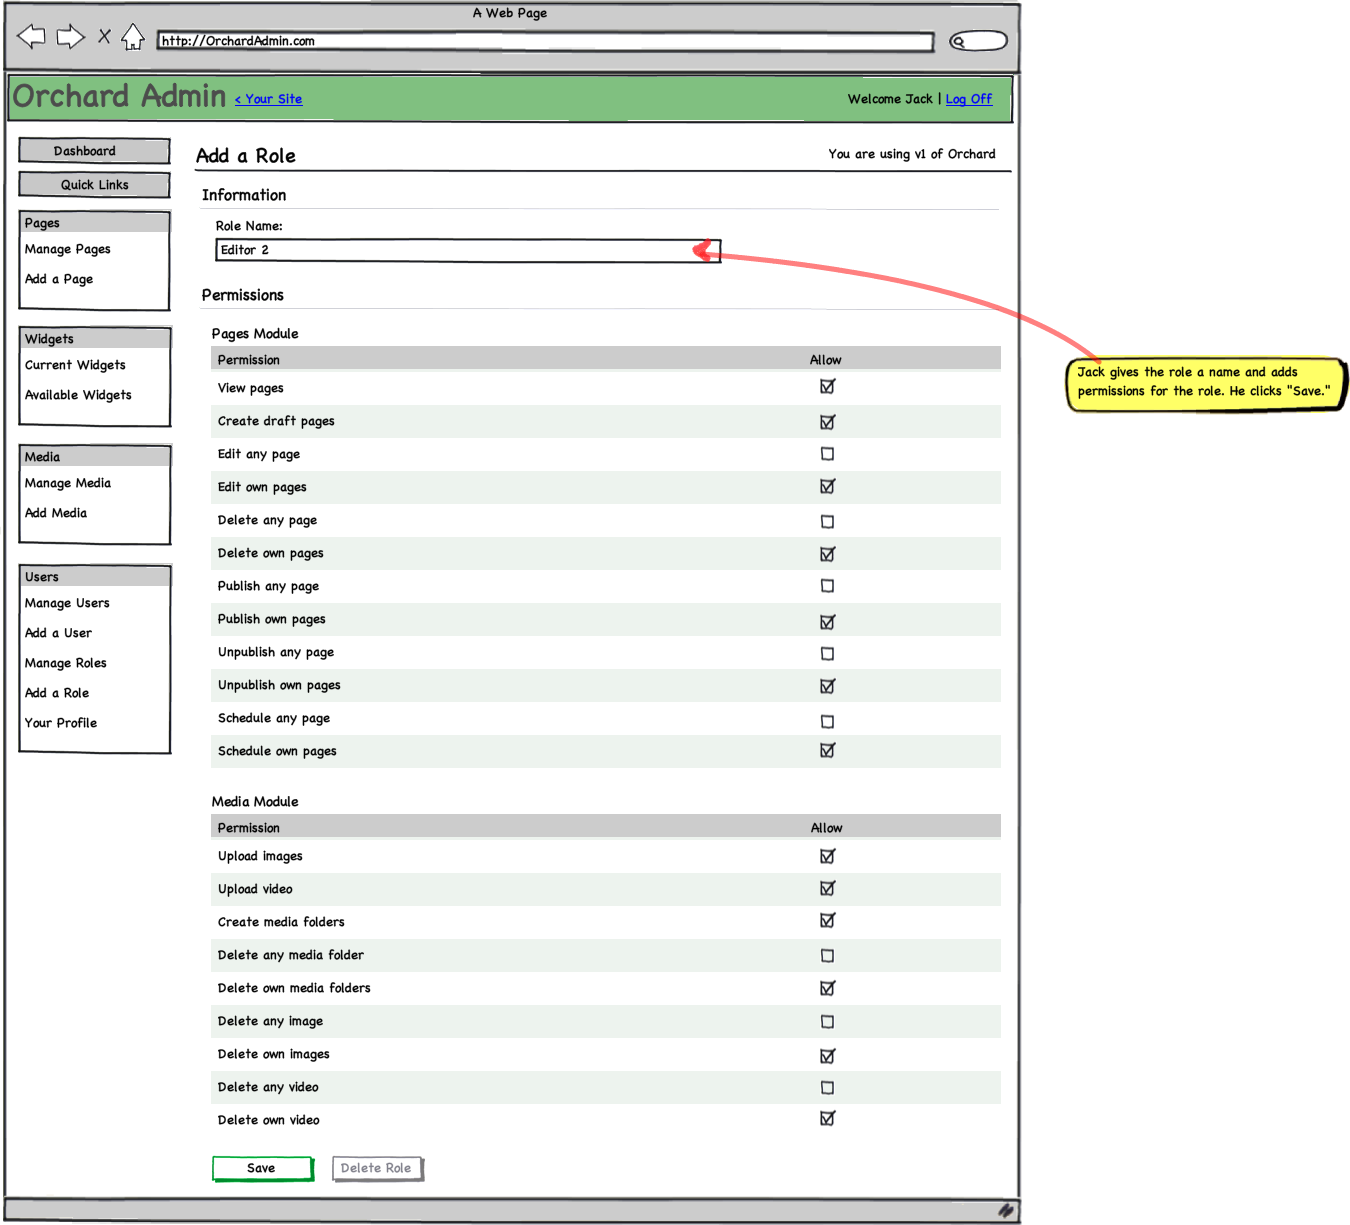 A Web Page
http://OrchardAdmin.com
Orchard Admin < Your Site Welcome Jack | Log Off
Dashboard
Quick Links
Pages
Manage Pages
Add a Page
Widgets
Current Widgets
Available Widgets
Media
Manage Media
Add Media
Users
Manage Users
Add a User
Manage Roles
Add a Role
Your Profile
Add a Role You are using v1 of Orchard
Information
Role Name:
Editor 2
Permissions
Pages Module
Permission Allow
View pages
Create draft pages
Edit any page
Edit own pages
Delete any page
Delete own pages
Publish any page
Publish own pages
Unpublish any page
Unpublish own pages
Schedule any page
Schedule own pages
Media Module
Permission Allow
Upload images
Upload video
Create media folders
Delete any media folder
Delete own media folders
Delete any image
Delete own images
Delete any video
Delete own video
Save Delete Role
Jack gives the role a name and adds
permissions for the role. He clicks "Save."